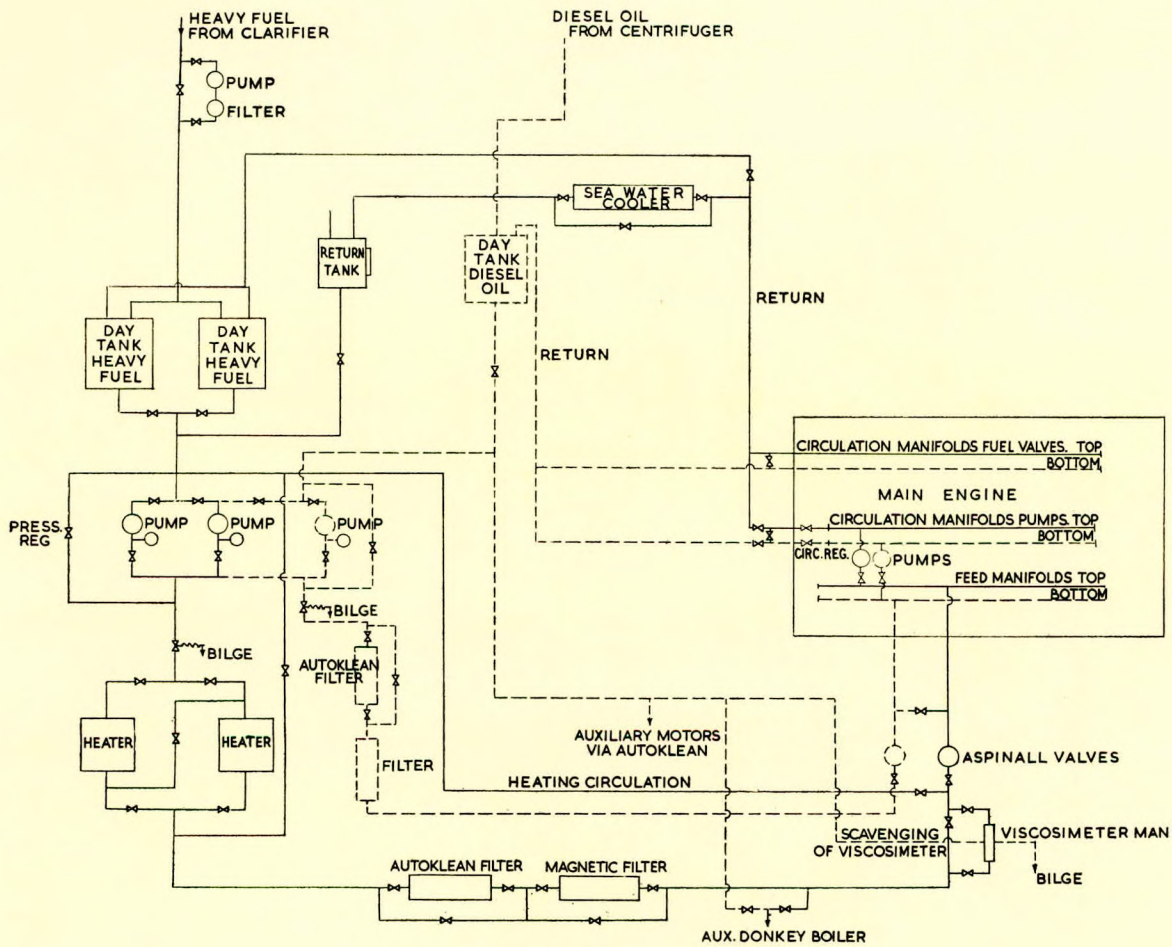 HEAVY FUEL
FROM CLARIFIER
DIESEL OIL
FROM CENTRIFUGER
PUMP
FILTER
SEA WATER
COOLER
RETURN
TANK
DAY
TANK
DIESEL
OIL
RETURN
DAY
TANK
HEAVY
FUEL
DAY
TANK
HEAVY
FUEL
RETURN
CIRCULATION MANIFOLDS FUEL VALVES. TOP
BOTTOM
MAIN ENGINE
PRESS.
REG
PUMP
PUMP
PUMP
CIRCULATION MANIFOLDS PUMPS. TOP
BOTTOM
CIRC. REG.
PUMPS
FEED MANIFOLDS TOP
BOTTOM
BILGE
BILGE
AUTOKLEAN
FILTER
HEATER
HEATER
FILTER
AUXILIARY MOTORS
VIA AUTOKLEAN
ASPINALL VALVES
HEATING CIRCULATION
SCAVENGING
OF VISCOSIMETER
VISCOSIMETER MAN
BILGE
AUTOKLEAN FILTER
MAGNETIC FILTER
AUX. DONKEY BOILER